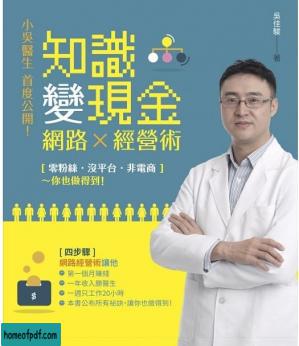 小吳醫生 首度公開！
知識
變現金
網路×經營術
[ 零粉絲・沒平台・非電商 ]
～你也做得到！
吳佳駿 著
[ 四步驟 ]
網路經營術讓他
第一個月賺錢
一年收入勝醫生
一週只工作20小時
本書公布所有秘訣，讓你也做得到！
$
homeofpdf.com